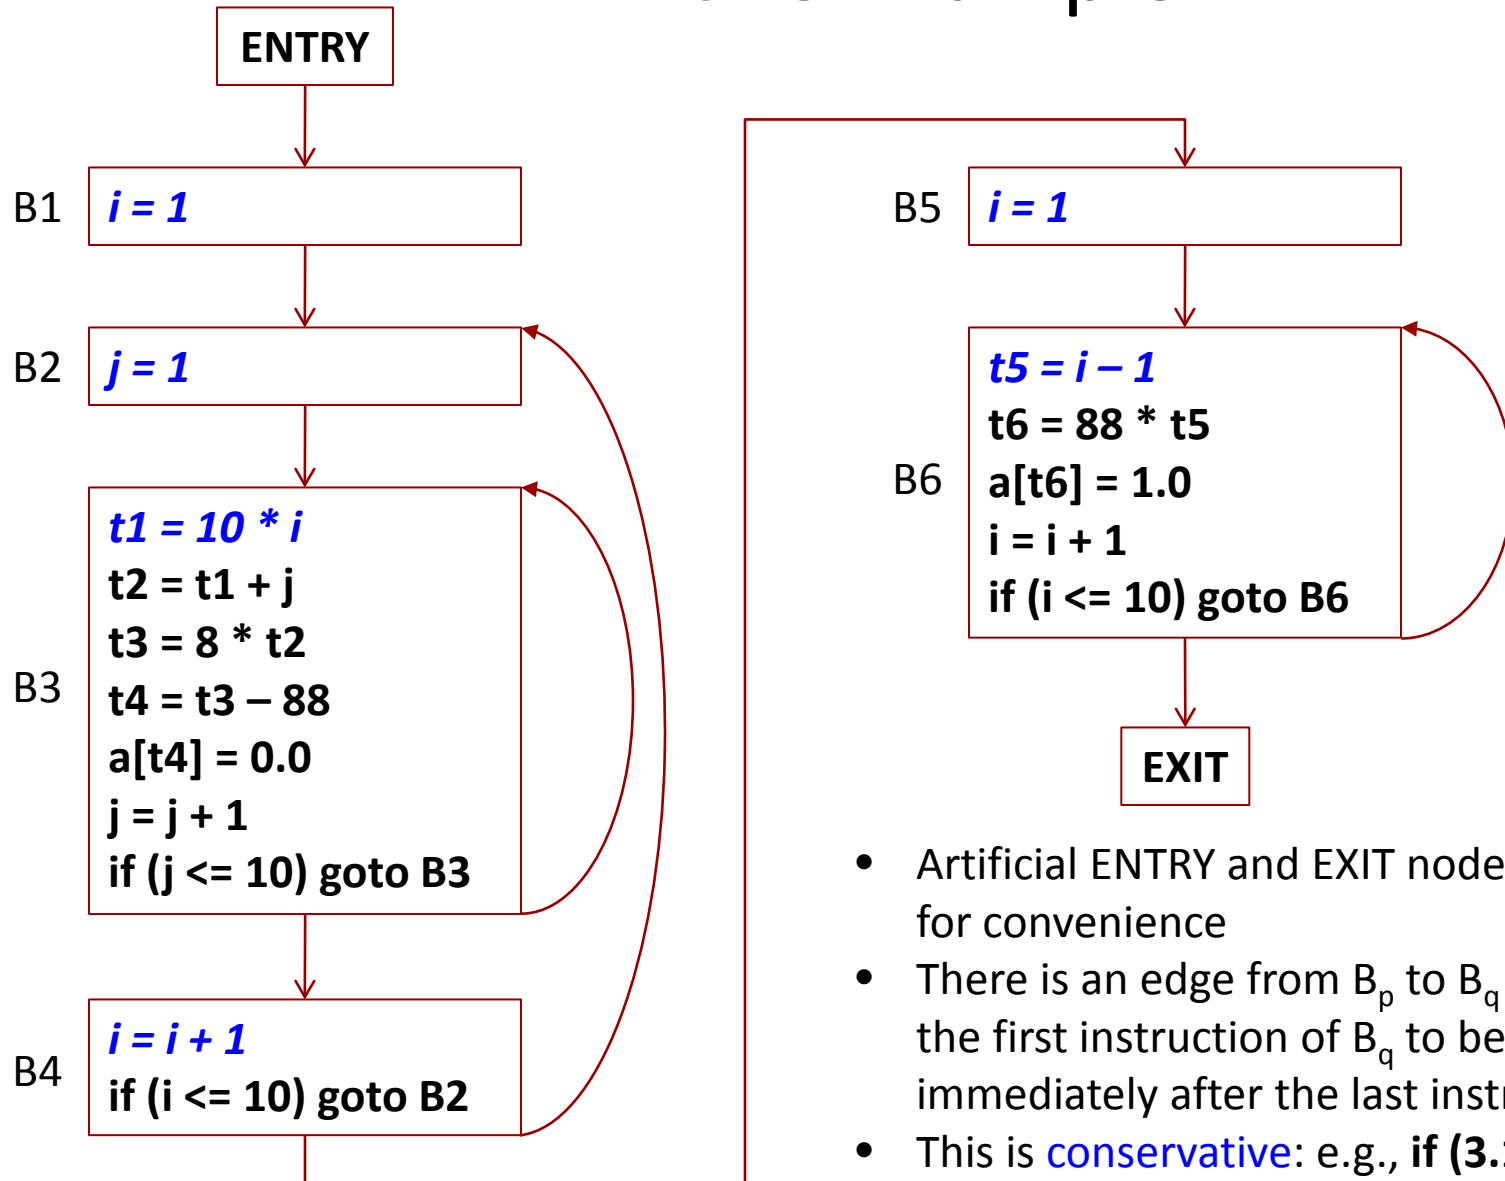 ENTRY
B1
i = 1
B2
j = 1
B3
t1 = 10 * i
t2 = t1 + j
t3 = 8 * t2
t4 = t3 – 88
a[t4] = 0.0
j = j + 1
if (j <= 10) goto B3
B4
i = i + 1
if (i <= 10) goto B2
B5
i = 1
B6
t5 = i – 1
t6 = 88 * t5
a[t6] = 1.0
i = i + 1
if (i <= 10) goto B6
EXIT
• Artificial ENTRY and EXIT node
for convenience
• There is an edge from Bp to Bq
the first instruction of Bq to be
immediately after the last
• This is conservative: e.g., if (3.